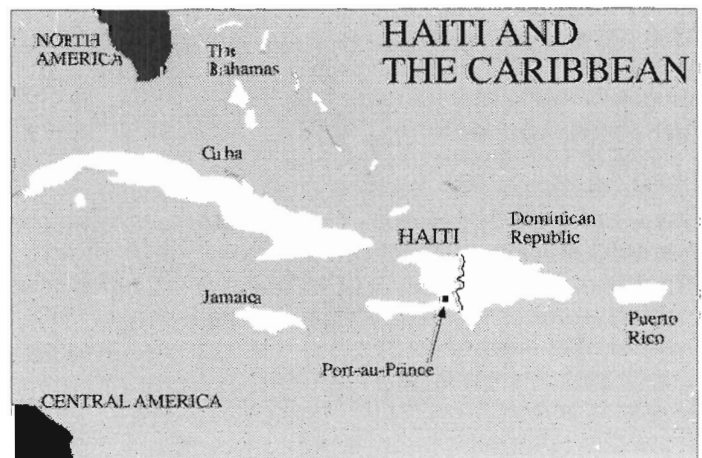 HAITI AND
THE CARIBBEAN
NORTH
AMERICA
The
Bahamas
Cuba
Dominican
Republic
HAITI
Jamaica
Puerto
Rico
Port-au-Prince
CENTRAL AMERICA